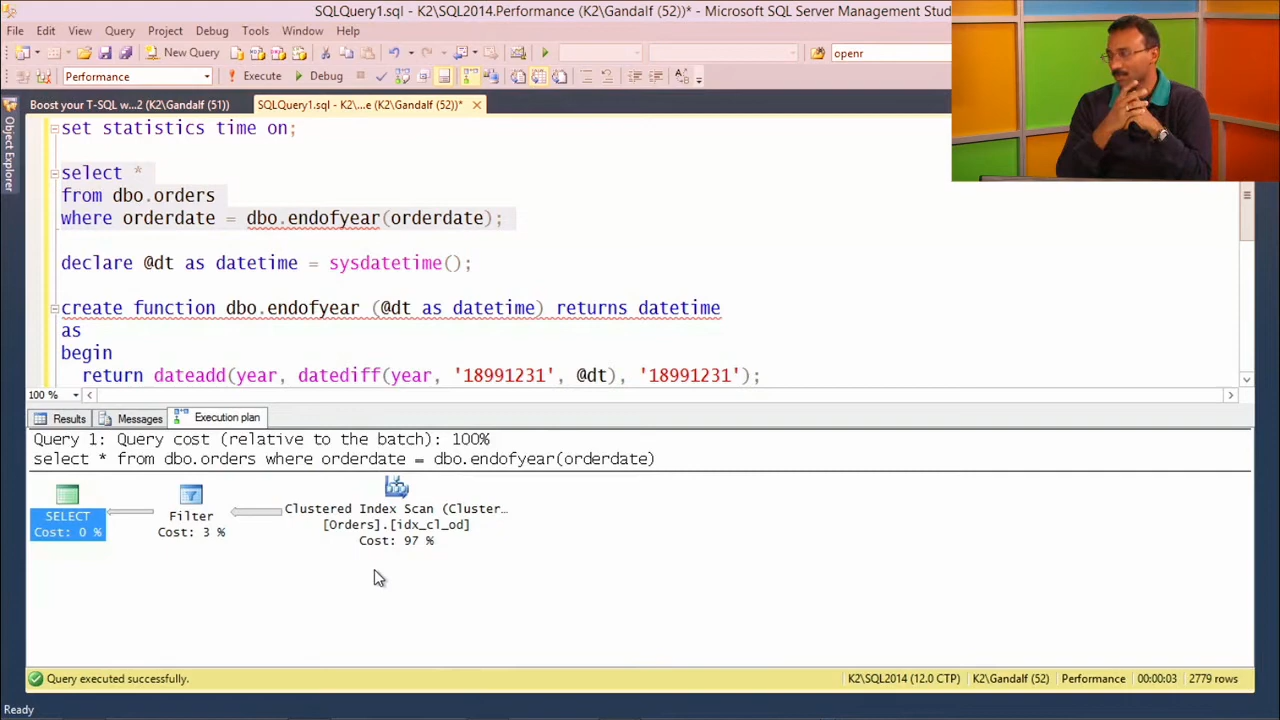 SQLQuery1.sql - K2\SQL2014.Performance (K2\Gandalf (52))* - Microsoft SQL Server Management Stud
File Edit View Query Project Debug Tools Window Help
New Query openr
Performance Execute Debug
Boost your T-SQL w...2 (K2\Gandalf (51)) SQLQuery1.sql - K2\...e (K2\Gandalf (52))*
Object Explorer
set statistics time on;
select *
from dbo.orders
where orderdate = dbo.endofyear(orderdate);
declare @dt as datetime = sysdatetime();
create function dbo.endofyear (@dt as datetime) returns datetime
as
begin
return dateadd(year, datediff(year, '18991231', @dt), '18991231');
100 %
Results Messages Execution plan
Query 1: Query cost (relative to the batch): 100%
select * from dbo.orders where orderdate = dbo.endofyear(orderdate)
SELECT
Cost: 0 %
Filter
Cost: 3 %
Clustered Index Scan (Cluster...
[Orders].[idx_cl_od]
Cost: 97 %
Query executed successfully. K2\SQL2014 (12.0 CTP) K2\Gandalf (52) Performance 00:00:03 2779 rows
Ready